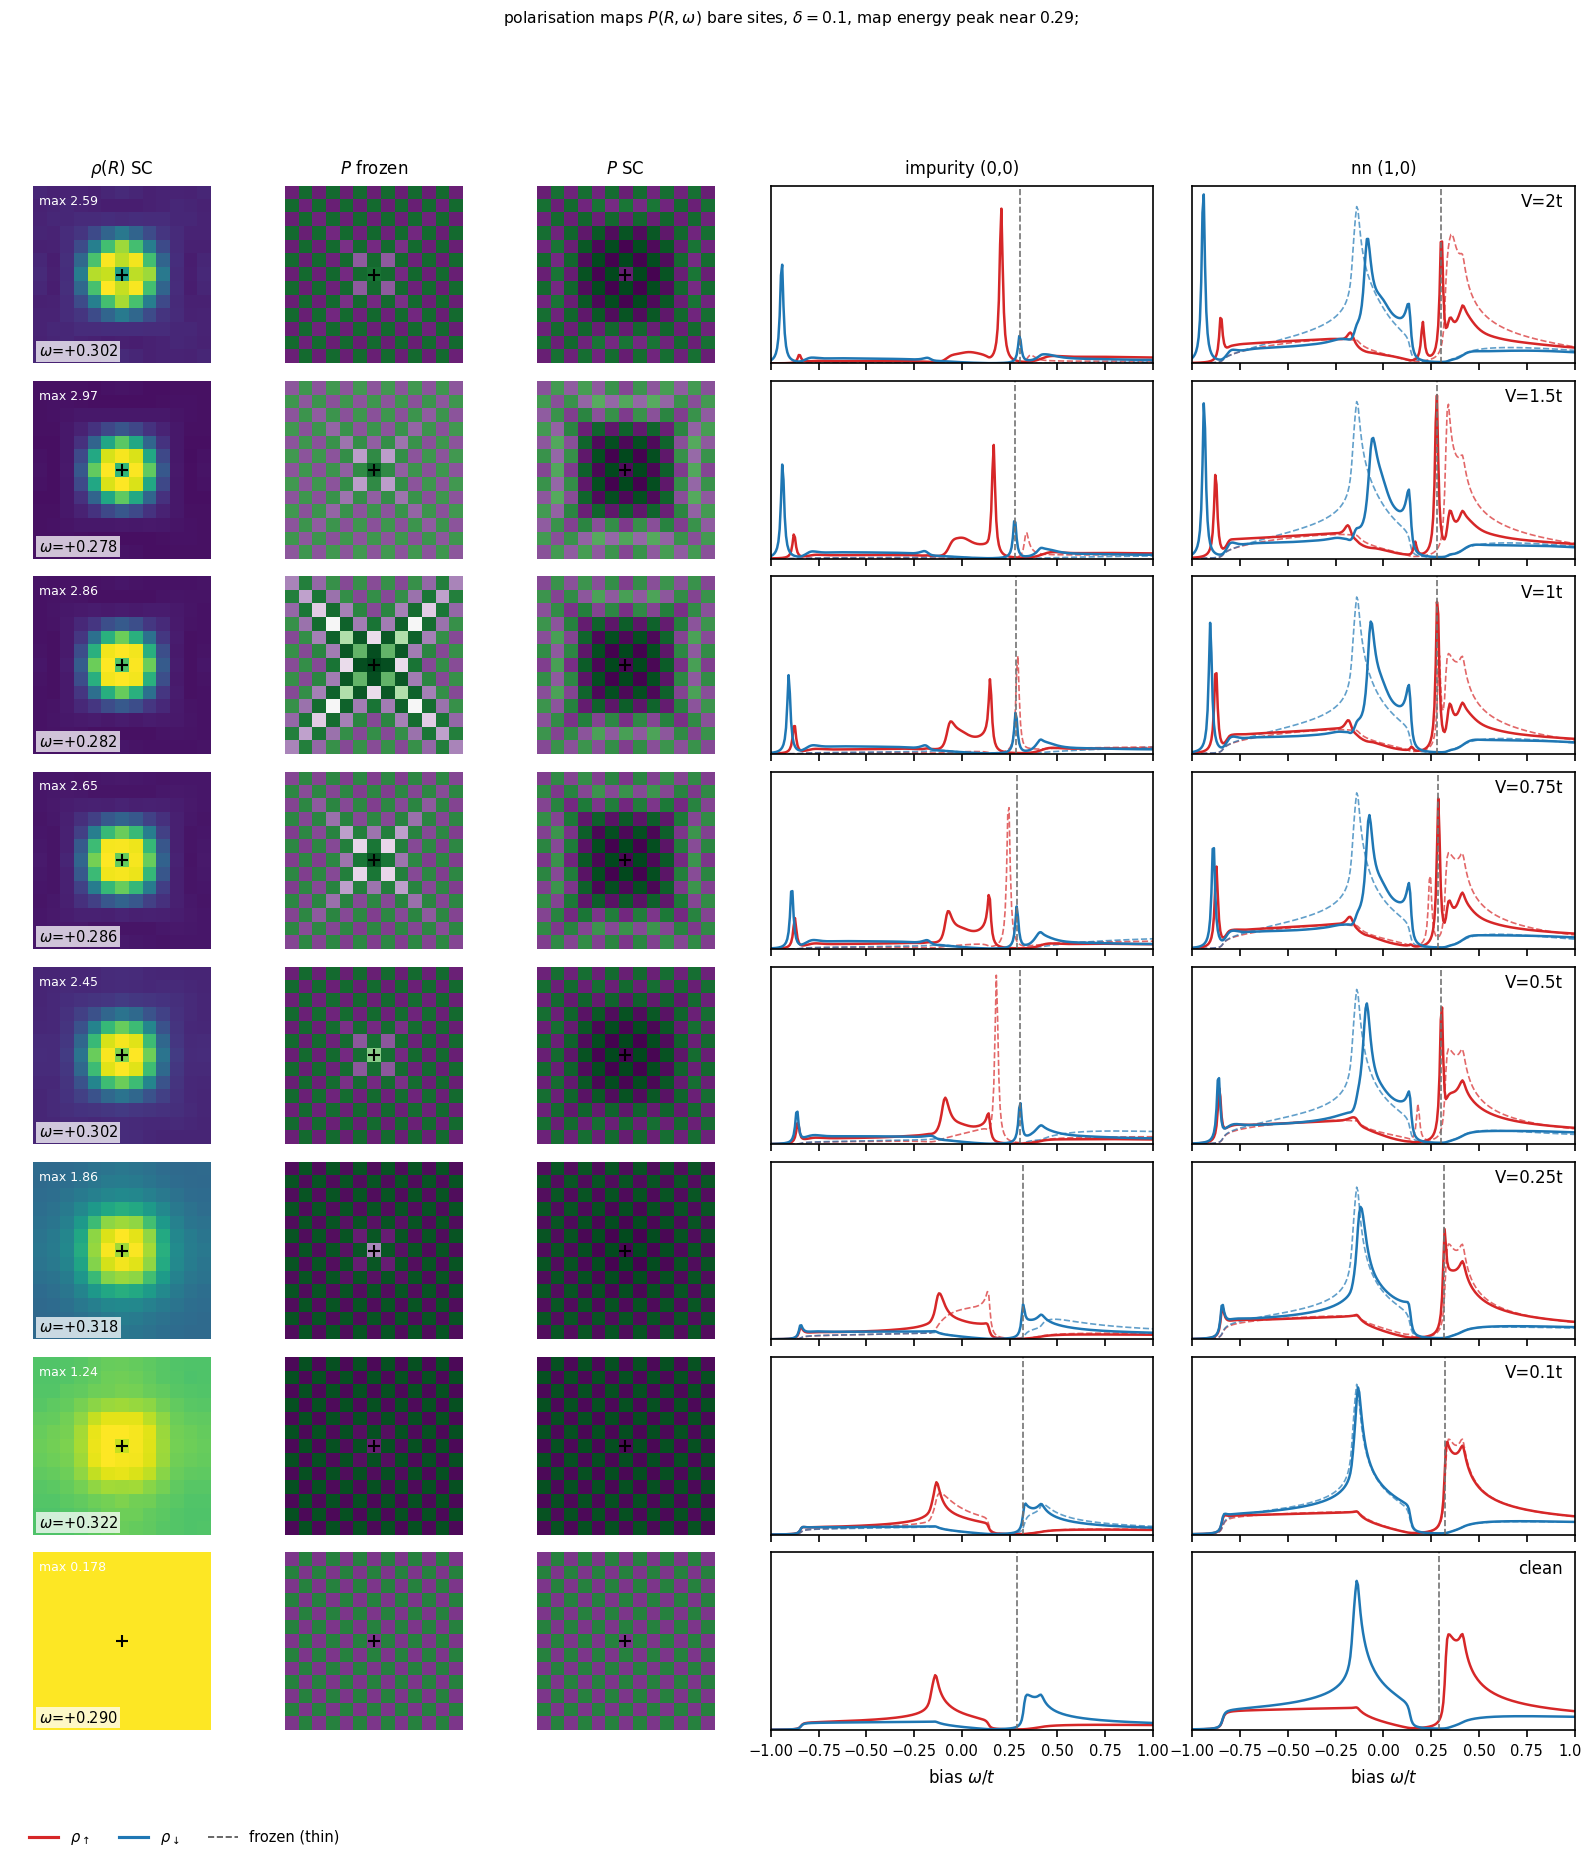 polarisation maps P(R, ω) bare sites, δ = 0.1, map energy peak near 0.29;
ρ(R) SC
P frozen
P SC
impurity (0,0)
nn (1,0)
max 2.59
ω=+0.302
V=2t
max 2.97
ω=+0.278
V=1.5t
max 2.86
ω=+0.282
V=1t
max 2.65
ω=+0.286
V=0.75t
max 2.45
ω=+0.302
V=0.5t
max 1.86
ω=+0.318
V=0.25t
max 1.24
ω=+0.322
V=0.1t
max 0.178
ω=+0.290
clean
−1.00 −0.75 −0.50 −0.25 0.00 0.25 0.50 0.75 1.00
−1.00 −0.75 −0.50 −0.25 0.00 0.25 0.50 0.75 1.0
bias ω/t
bias ω/t
ρ↑ ρ↓ frozen (thin)